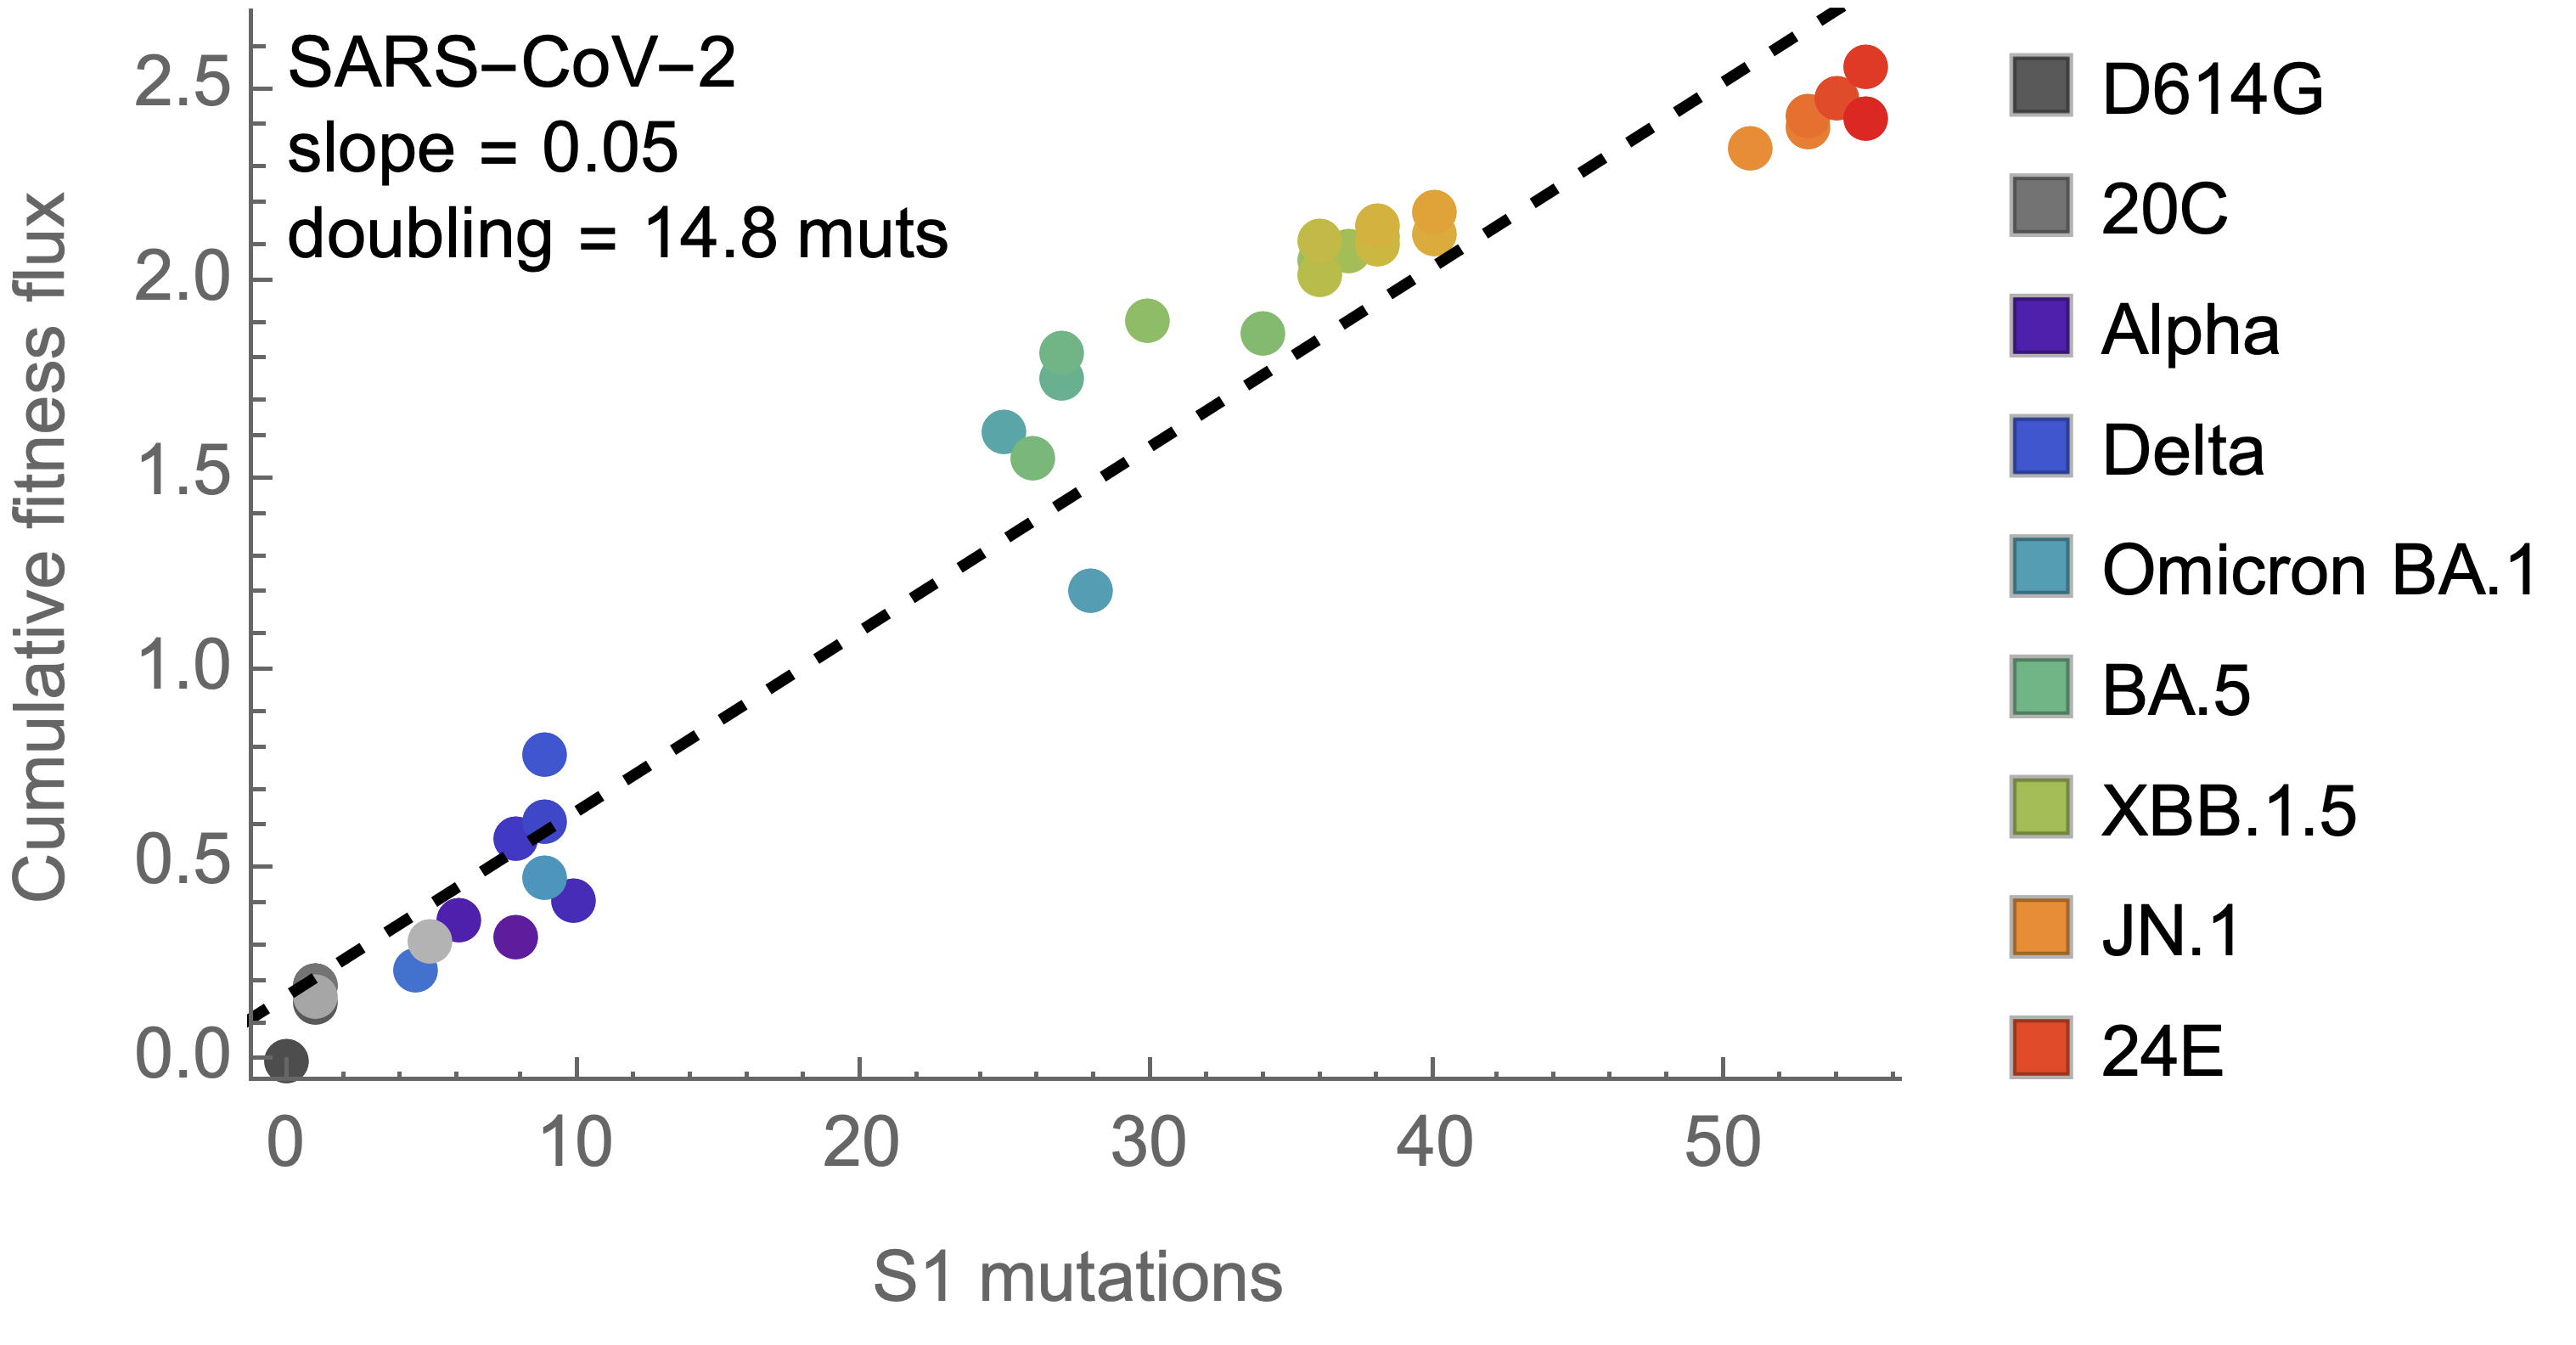 SARS−CoV−2
slope = 0.05
doubling = 14.8 muts
Cumulative fitness flux
2.5
2.0
1.5
1.0
0.5
0.0
0 10 20 30 40 50
S1 mutations
D614G
20C
Alpha
Delta
Omicron BA.1
BA.5
XBB.1.5
JN.1
24E